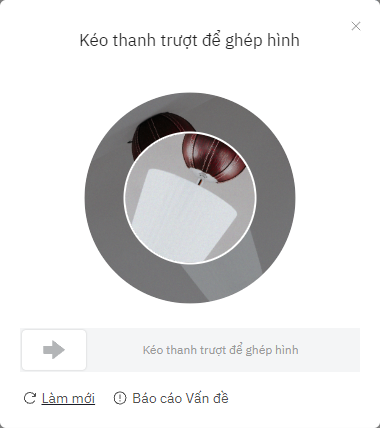 Kéo thanh trượt để ghép hình
Kéo thanh trượt để ghép hình
Làm mới
Báo cáo Vấn đề